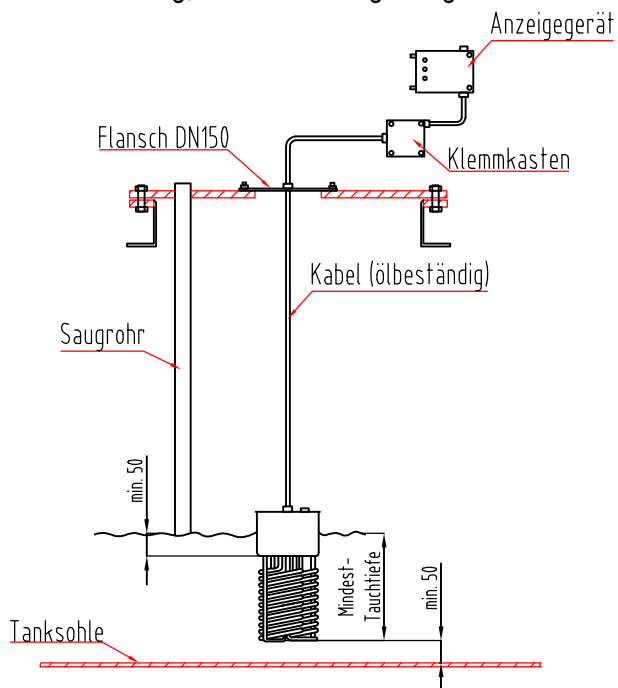 Anzeigegerät
Flansch DN150
Klemmkasten
Kabel (ölbeständig)
Saugrohr
min. 50
Mindest-
Tauchtiefe
min. 50
Tanksohle